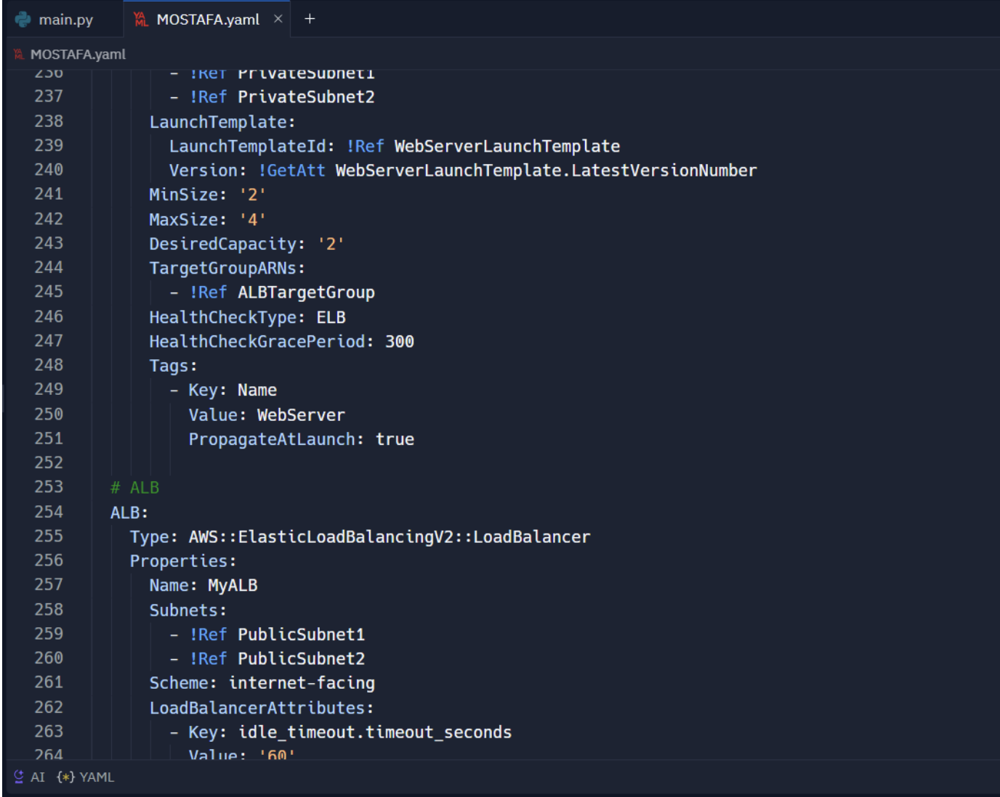 main.py
MOSTAFA.yaml × +
MOSTAFA.yaml
236 - !Ref PrivateSubnet1
237 - !Ref PrivateSubnet2
238 LaunchTemplate:
239 LaunchTemplateId: !Ref WebServerLaunchTemplate
240 Version: !GetAtt WebServerLaunchTemplate.LatestVersionNumber
241 MinSize: '2'
242 MaxSize: '4'
243 DesiredCapacity: '2'
244 TargetGroupARNs:
245 - !Ref ALBTargetGroup
246 HealthCheckType: ELB
247 HealthCheckGracePeriod: 300
248 Tags:
249 - Key: Name
250 Value: WebServer
251 PropagateAtLaunch: true
252
253 # ALB
254 ALB:
255 Type: AWS::ElasticLoadBalancingV2::LoadBalancer
256 Properties:
257 Name: MyALB
258 Subnets:
259 - !Ref PublicSubnet1
260 - !Ref PublicSubnet2
261 Scheme: internet-facing
262 LoadBalancerAttributes:
263 - Key: idle_timeout.timeout_seconds
264 Value: '60'
AI {*} YAML